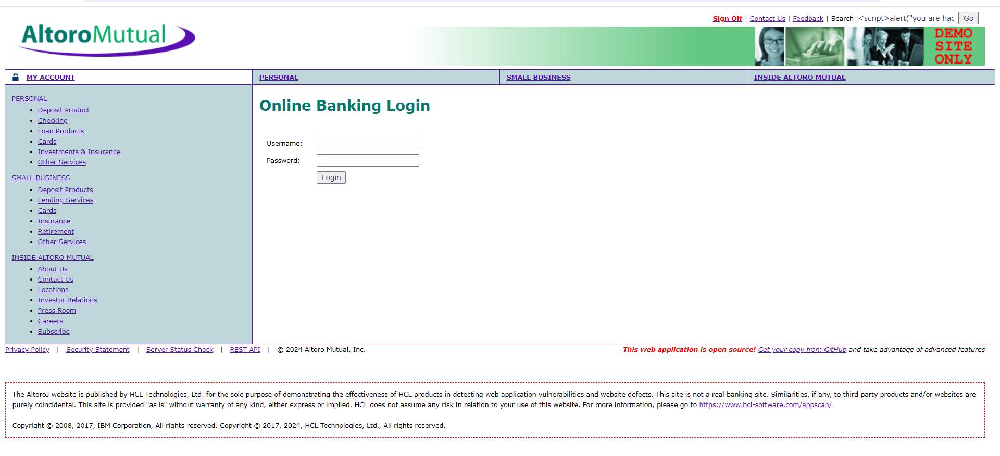 Sign Off | Contact Us | Feedback | Search <script>alert("you are hac Go
AltoroMutual
DEMO
SITE
ONLY
MY ACCOUNT
PERSONAL
SMALL BUSINESS
INSIDE ALTORO MUTUAL
PERSONAL
Deposit Product
Checking
Loan Products
Cards
Investments & Insurance
Other Services
SMALL BUSINESS
Deposit Products
Lending Services
Cards
Insurance
Retirement
Other Services
INSIDE ALTORO MUTUAL
About Us
Contact Us
Locations
Investor Relations
Press Room
Careers
Subscribe
Online Banking Login
Username:
Password:
Login
Privacy Policy | Security Statement | Server Status Check | REST API | © 2024 Altoro Mutual, Inc.
This web application is open source! Get your copy from GitHub and take advantage of advanced features
The AltoroJ website is published by HCL Technologies, Ltd. for the sole purpose of demonstrating the effectiveness of HCL products in detecting web application vulnerabilities and website defects. This site is not a real banking site. Similarities, if any, to third party products and/or websites are
purely coincidental. This site is provided "as is" without warranty of any kind, either express or implied. HCL does not assume any risk in relation to your use of this website. For more information, please go to https://www.hcl-software.com/appscan/.
Copyright © 2008, 2017, IBM Corporation, All rights reserved. Copyright © 2017, 2024, HCL Technologies, Ltd., All rights reserved.